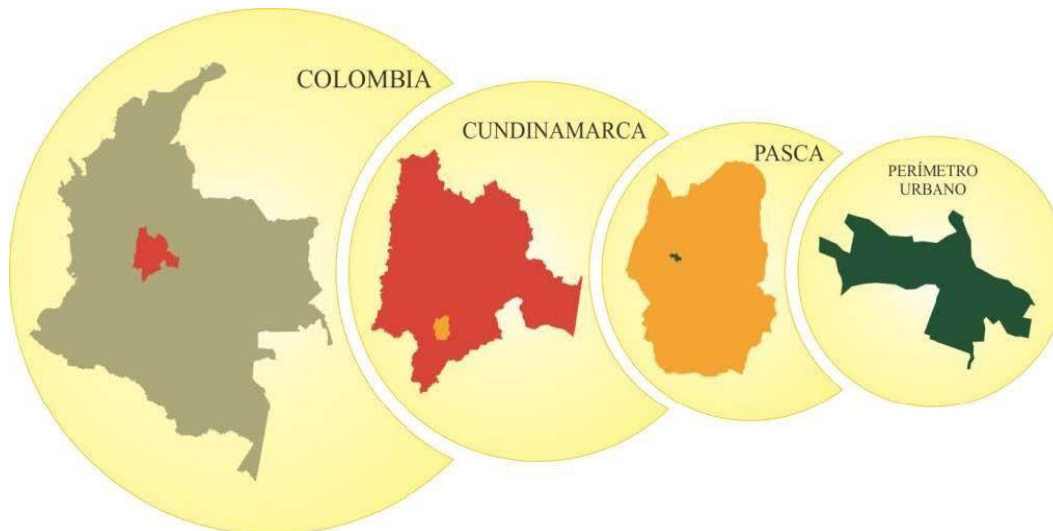 COLOMBIA
CUNDINAMARCA
PASCA
PERÍMETRO
URBANO